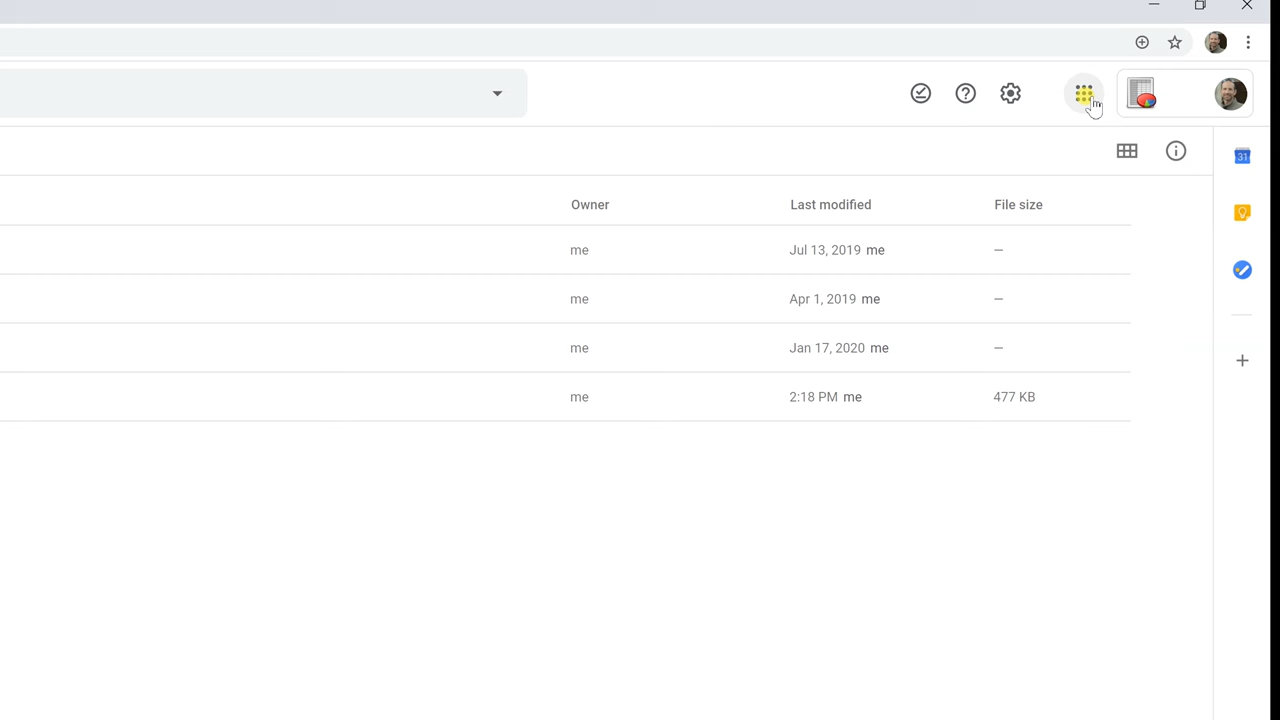 31
Owner Last modified File size
me Jul 13, 2019 me –
me Apr 1, 2019 me –
me Jan 17, 2020 me –
me 2:18 PM me 477 KB